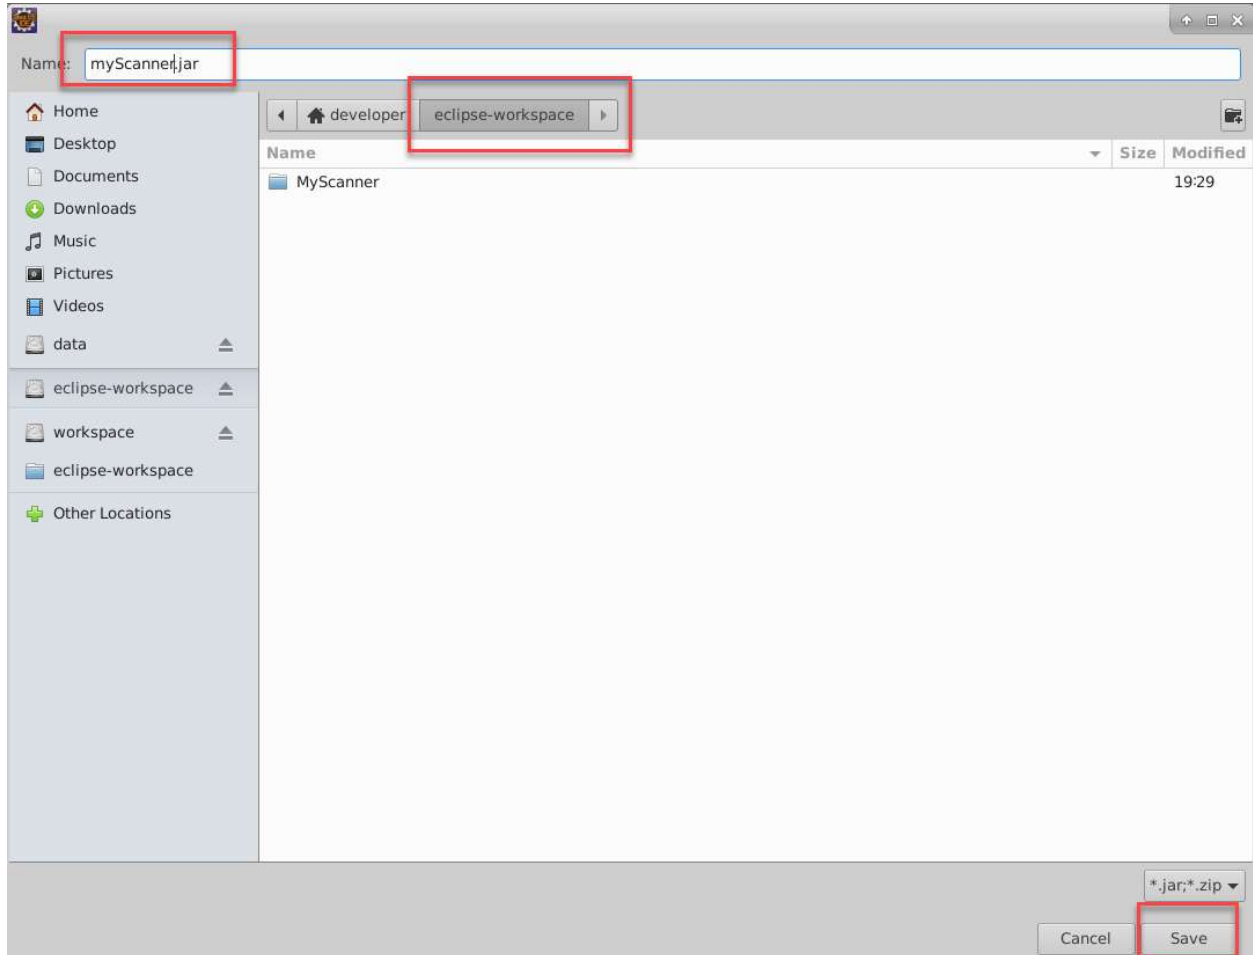 Name: myScanner.jar
Home
Desktop
Documents
Downloads
Music
Pictures
Videos
data
eclipse-workspace
workspace
eclipse-workspace
Other Locations
developer eclipse-workspace
Name Size Modified
MyScanner 19:29
*.jar;*.zip
Cancel Save